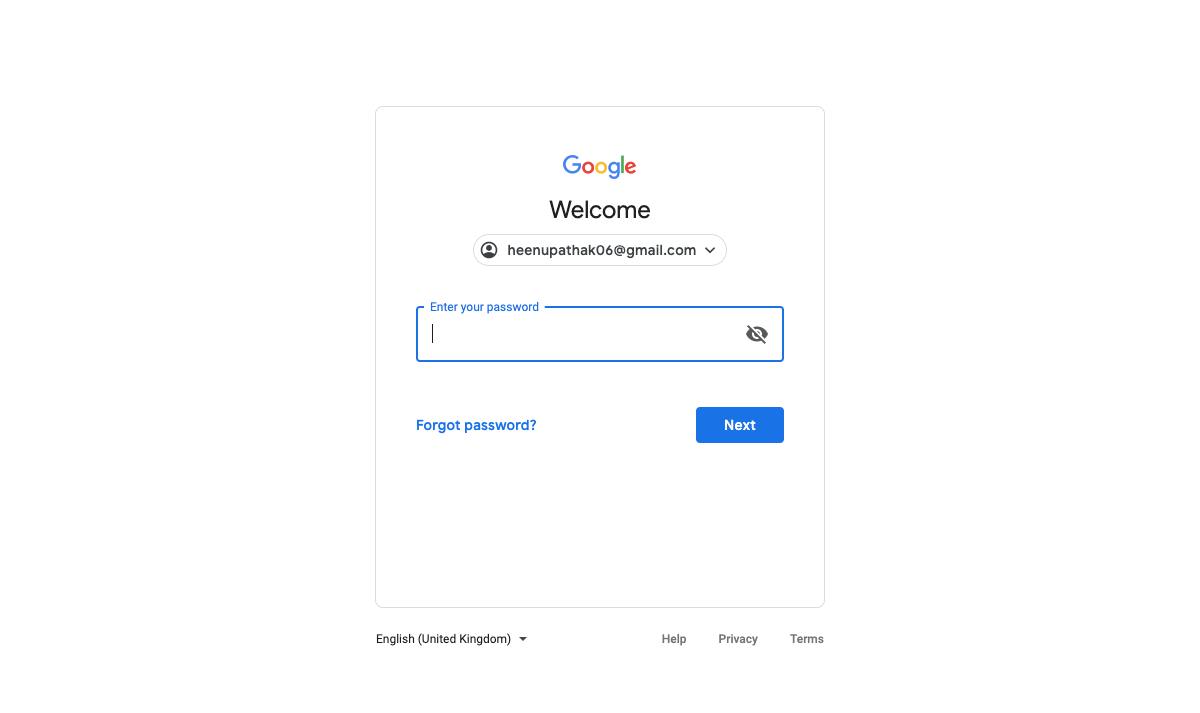 Google
Welcome
heenupathak06@gmail.com
Enter your password
Forgot password?
Next
English (United Kingdom)
Help
Privacy
Terms